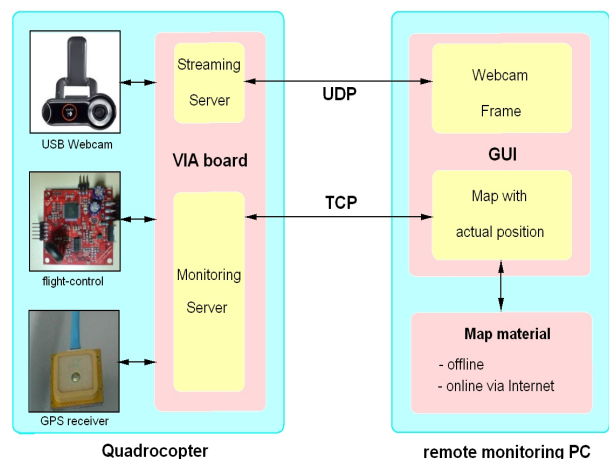 Streaming
Server
USB Webcam
UDP
Webcam
Frame
VIA board
GUI
TCP
flight-control
Monitoring
Server
Map with
actual position
GPS receiver
Map material
- offline
- online via Internet
Quadrocopter
remote monitoring PC